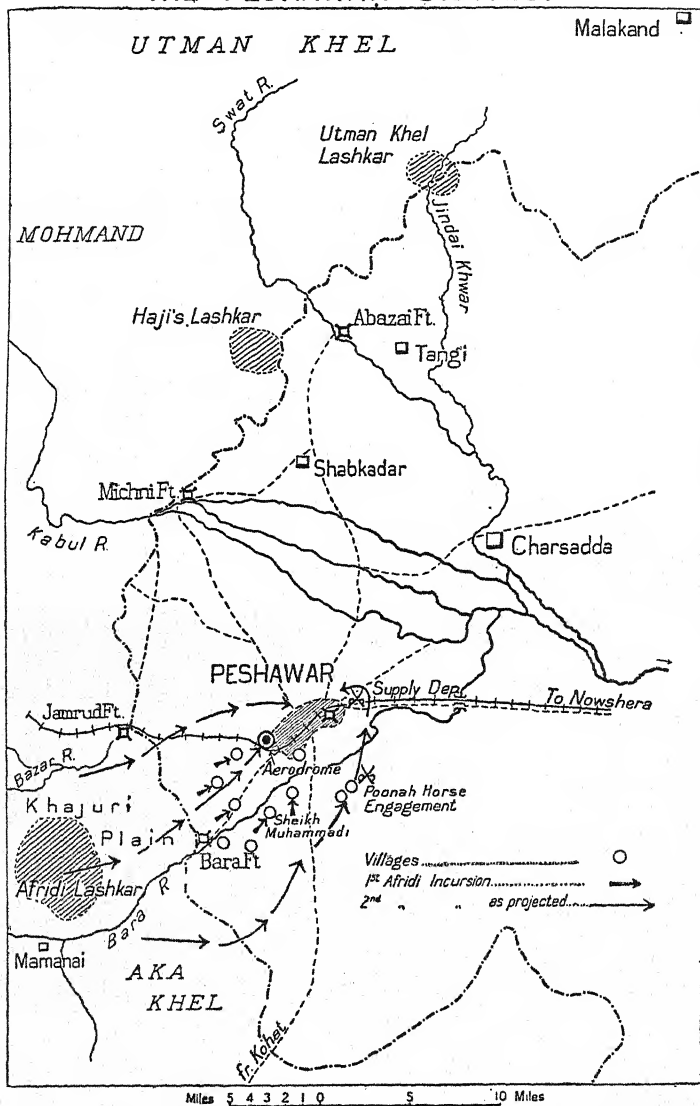 Malakand
UTMAN KHEL
Swat R.
Utman Khel
Lashkar
Jindai Khwar
MOHMAND
Haji's Lashkar
Abazai Ft.
Tangi
Shabkadar
Michni Ft.
Kabul R.
Charsadda
PESHAWAR
Supply Dep.
To Nowshera
Jamrud Ft.
Bazar R.
Aerodrome
Poonah Horse
Engagement
Khajuri
Plain
Sheikh
Muhammadi
Bara Ft
Afridi Lashkar
Bara R
Villages
1st Afridi Incursion
2nd " " as projected
Mamanai
AKA
KHEL
fr. Kohat
Miles 5 4 3 2 1 0 5 10 Miles